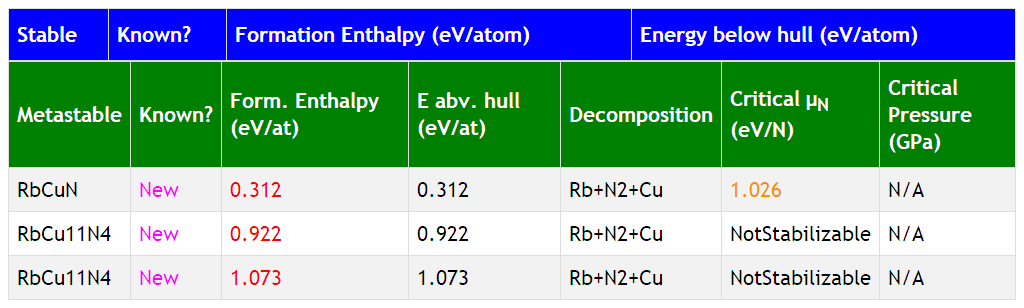 Stable Known? Formation Enthalpy (eV/atom) Energy below hull (eV/atom)
Metastable Known? Form. Enthalpy (eV/at) E abv. hull (eV/at) Decomposition Critical μN (eV/N) Critical Pressure (GPa)
RbCuN New 0.312 0.312 Rb+N2+Cu 1.026 N/A
RbCu11N4 New 0.922 0.922 Rb+N2+Cu NotStabilizable N/A
RbCu11N4 New 1.073 1.073 Rb+N2+Cu NotStabilizable N/A